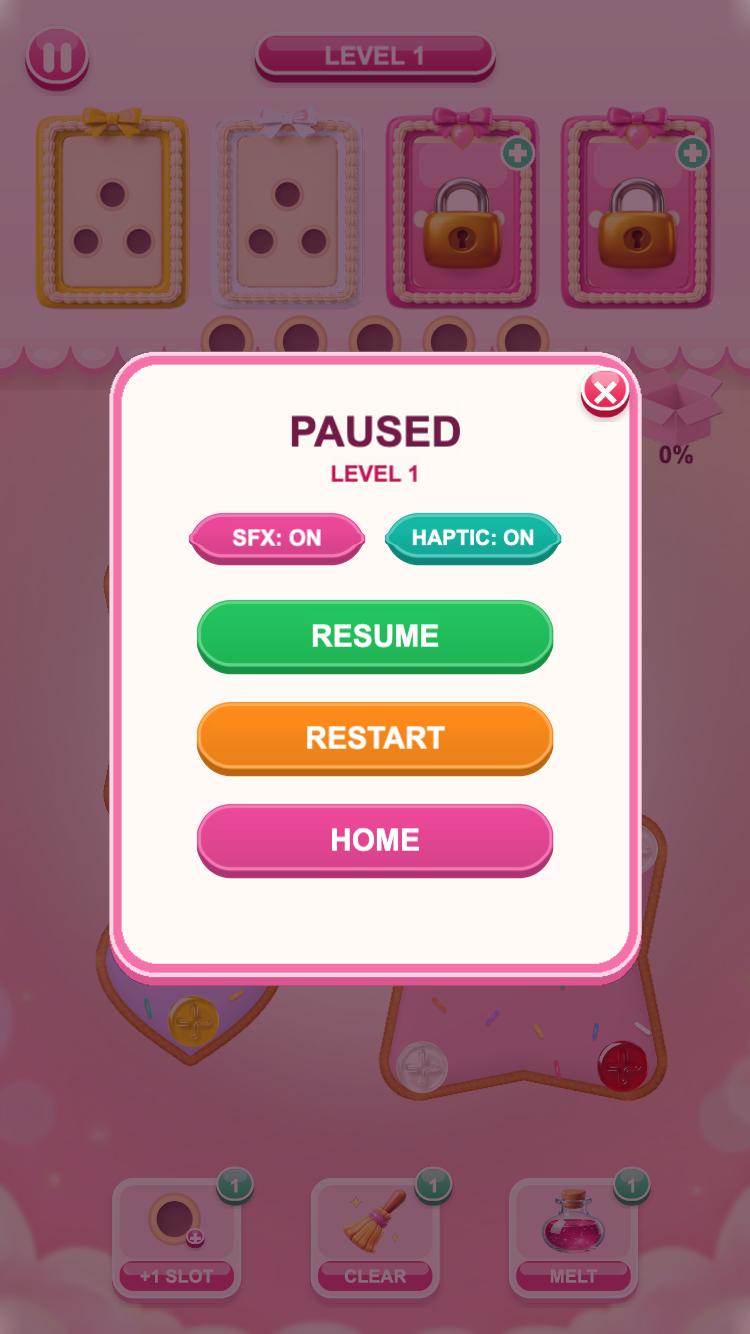 LEVEL 1
0%
PAUSED
LEVEL 1
SFX: ON
HAPTIC: ON
RESUME
RESTART
HOME
1
1
1
+1 SLOT
CLEAR
MELT